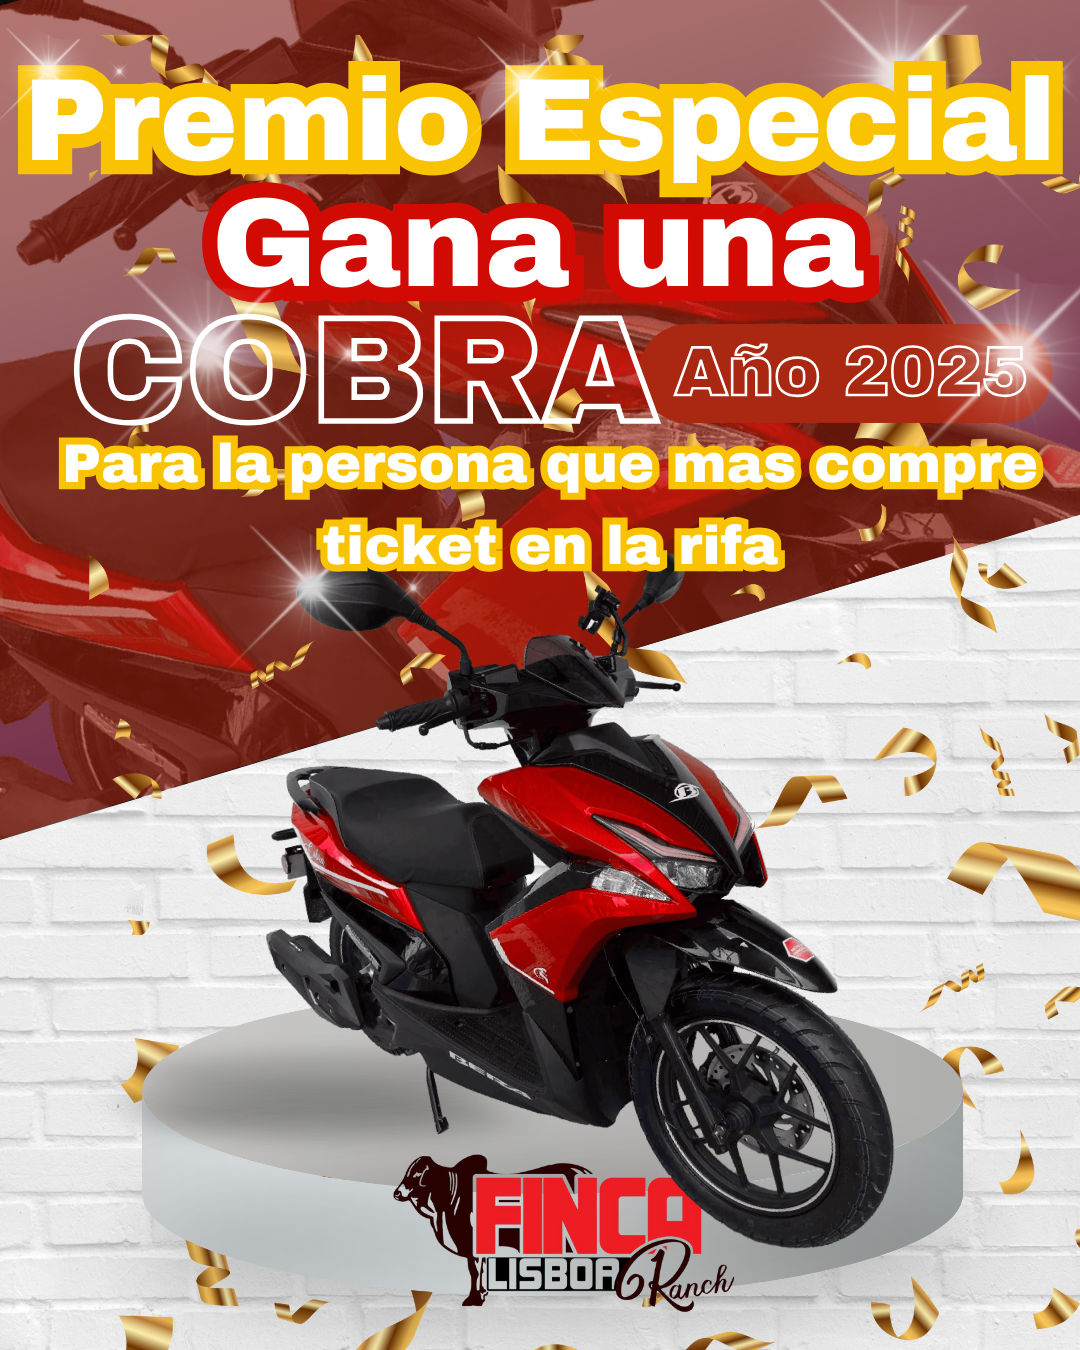 Premio Especial
Gana una
COBRA Año 2025
Para la persona que mas compre
ticket en la rifa
BERA
FINCA
LISBOA Ranch